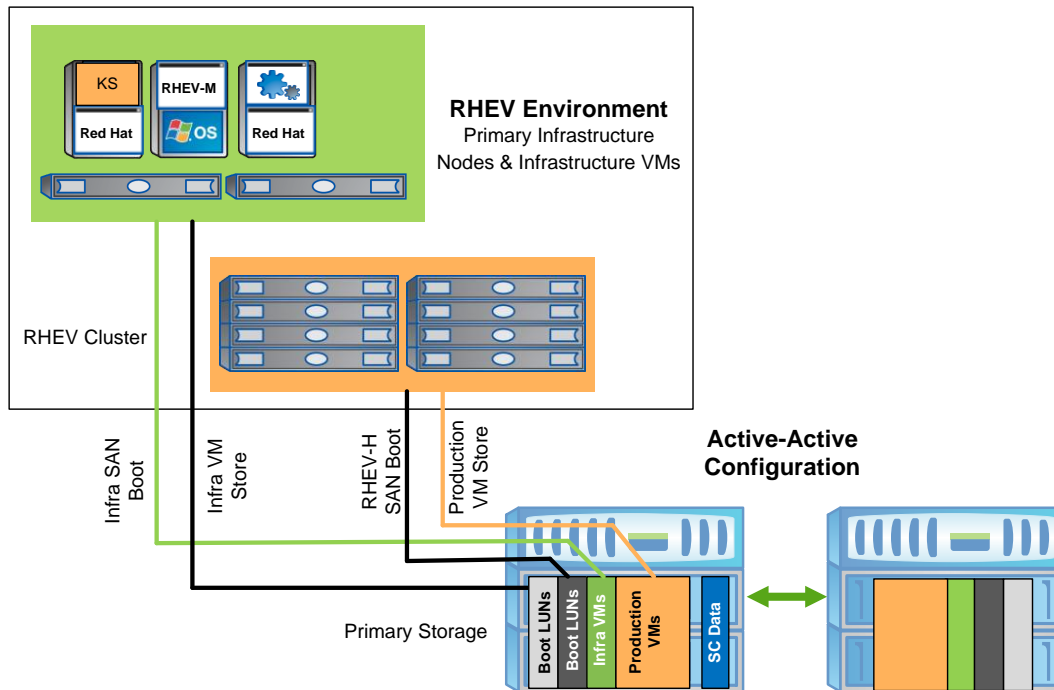 KS
RHEV-M
Red Hat
OS
Red Hat
RHEV Environment
Primary Infrastructure
Nodes & Infrastructure VMs
RHEV Cluster
Infra SAN
Boot
Infra VM
Store
RHEV-H
SAN Boot
Production
VM Store
Active-Active
Configuration
Primary Storage
Boot LUNs
Boot LUNs
Infra VMs
Production
VMs
SC Data